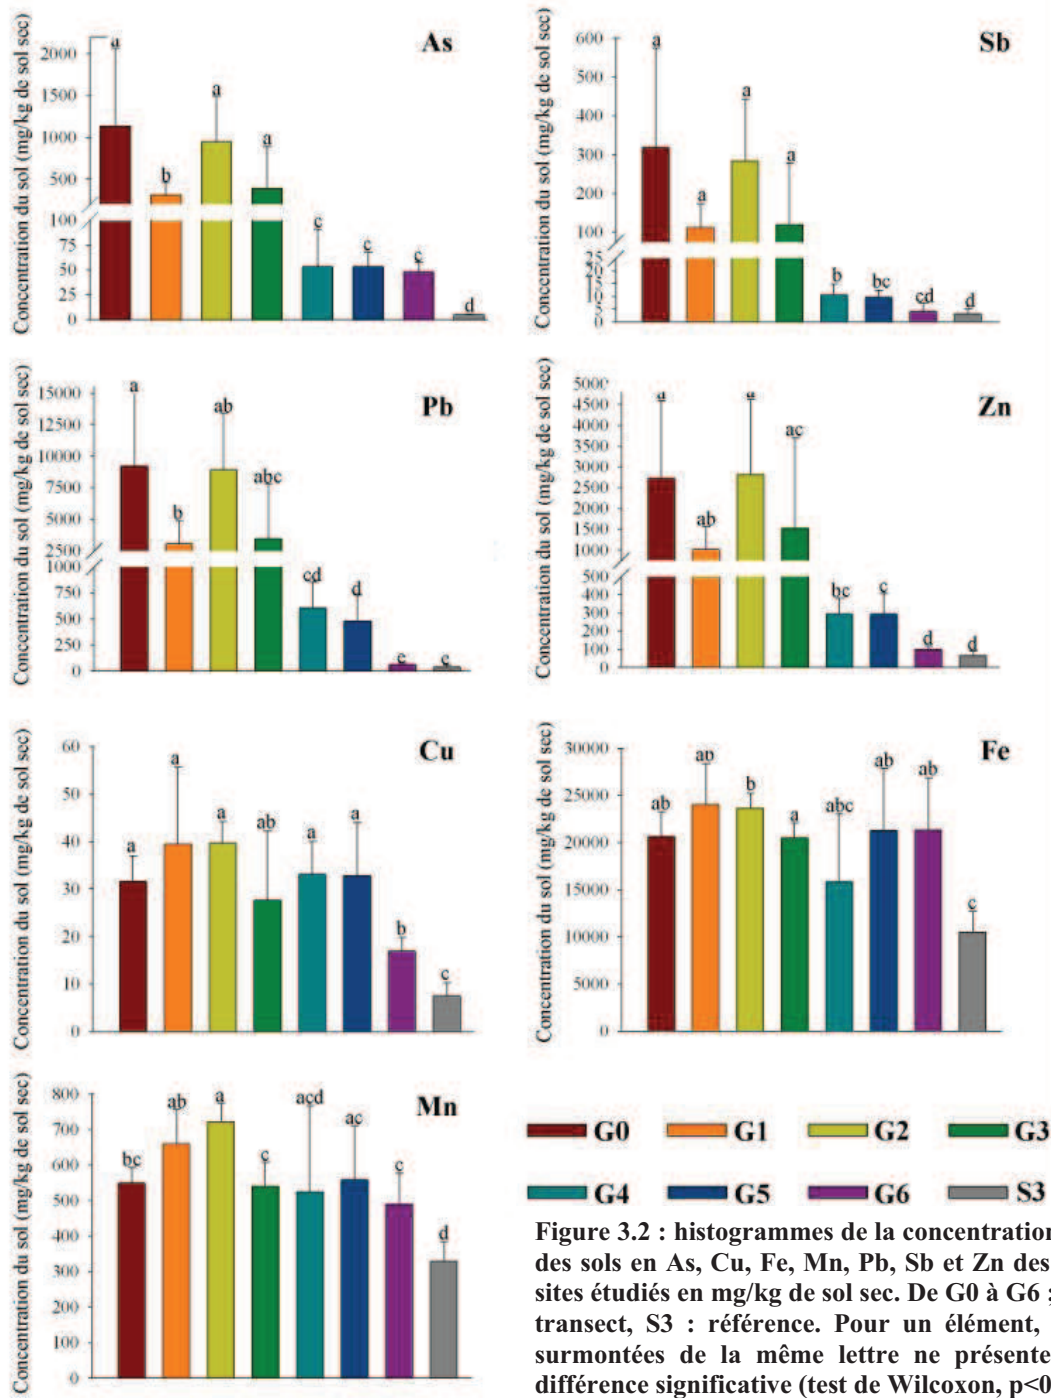 As
Concentration du sol (mg/kg de sol sec)
2000
1500
1000
500
100
75
50
25
0
a
b
a
a
c
c
c
d
Sb
Concentration du sol (mg/kg de sol sec)
600
500
400
300
200
100
25
20
5
0
a
a
a
a
b
bc
cd
d
Pb
Concentration du sol (mg/kg de sol sec)
15000
10000
7500
5000
2500
1000
750
500
250
0
a
b
ab
abc
cd
d
e
e
Zn
Concentration du sol (mg/kg de sol sec)
5000
4500
4000
3500
3000
2500
2000
1500
1000
500
400
300
200
100
0
a
ab
a
ac
bc
c
d
d
Cu
Concentration du sol (mg/kg de sol sec)
60
50
40
30
20
10
0
a
a
a
ab
a
a
b
c
Fe
Concentration du sol (mg/kg de sol sec)
30000
25000
20000
15000
10000
5000
0
ab
ab
b
a
abc
ab
ab
c
Mn
Concentration du sol (mg/kg de sol sec)
800
700
600
500
400
300
200
100
0
bc
ab
a
c
acd
ac
c
d
G0 G1 G2 G3
G4 G5 G6 S3
Figure 3.2 : histogrammes de la concentration
des sols en As, Cu, Fe, Mn, Pb, Sb et Zn des
sites étudiés en mg/kg de sol sec. De G0 à G6 ;
transect, S3 : référence. Pour un élément,
surmontées de la même lettre ne présente
différence significative (test de Wilcoxon, p<0